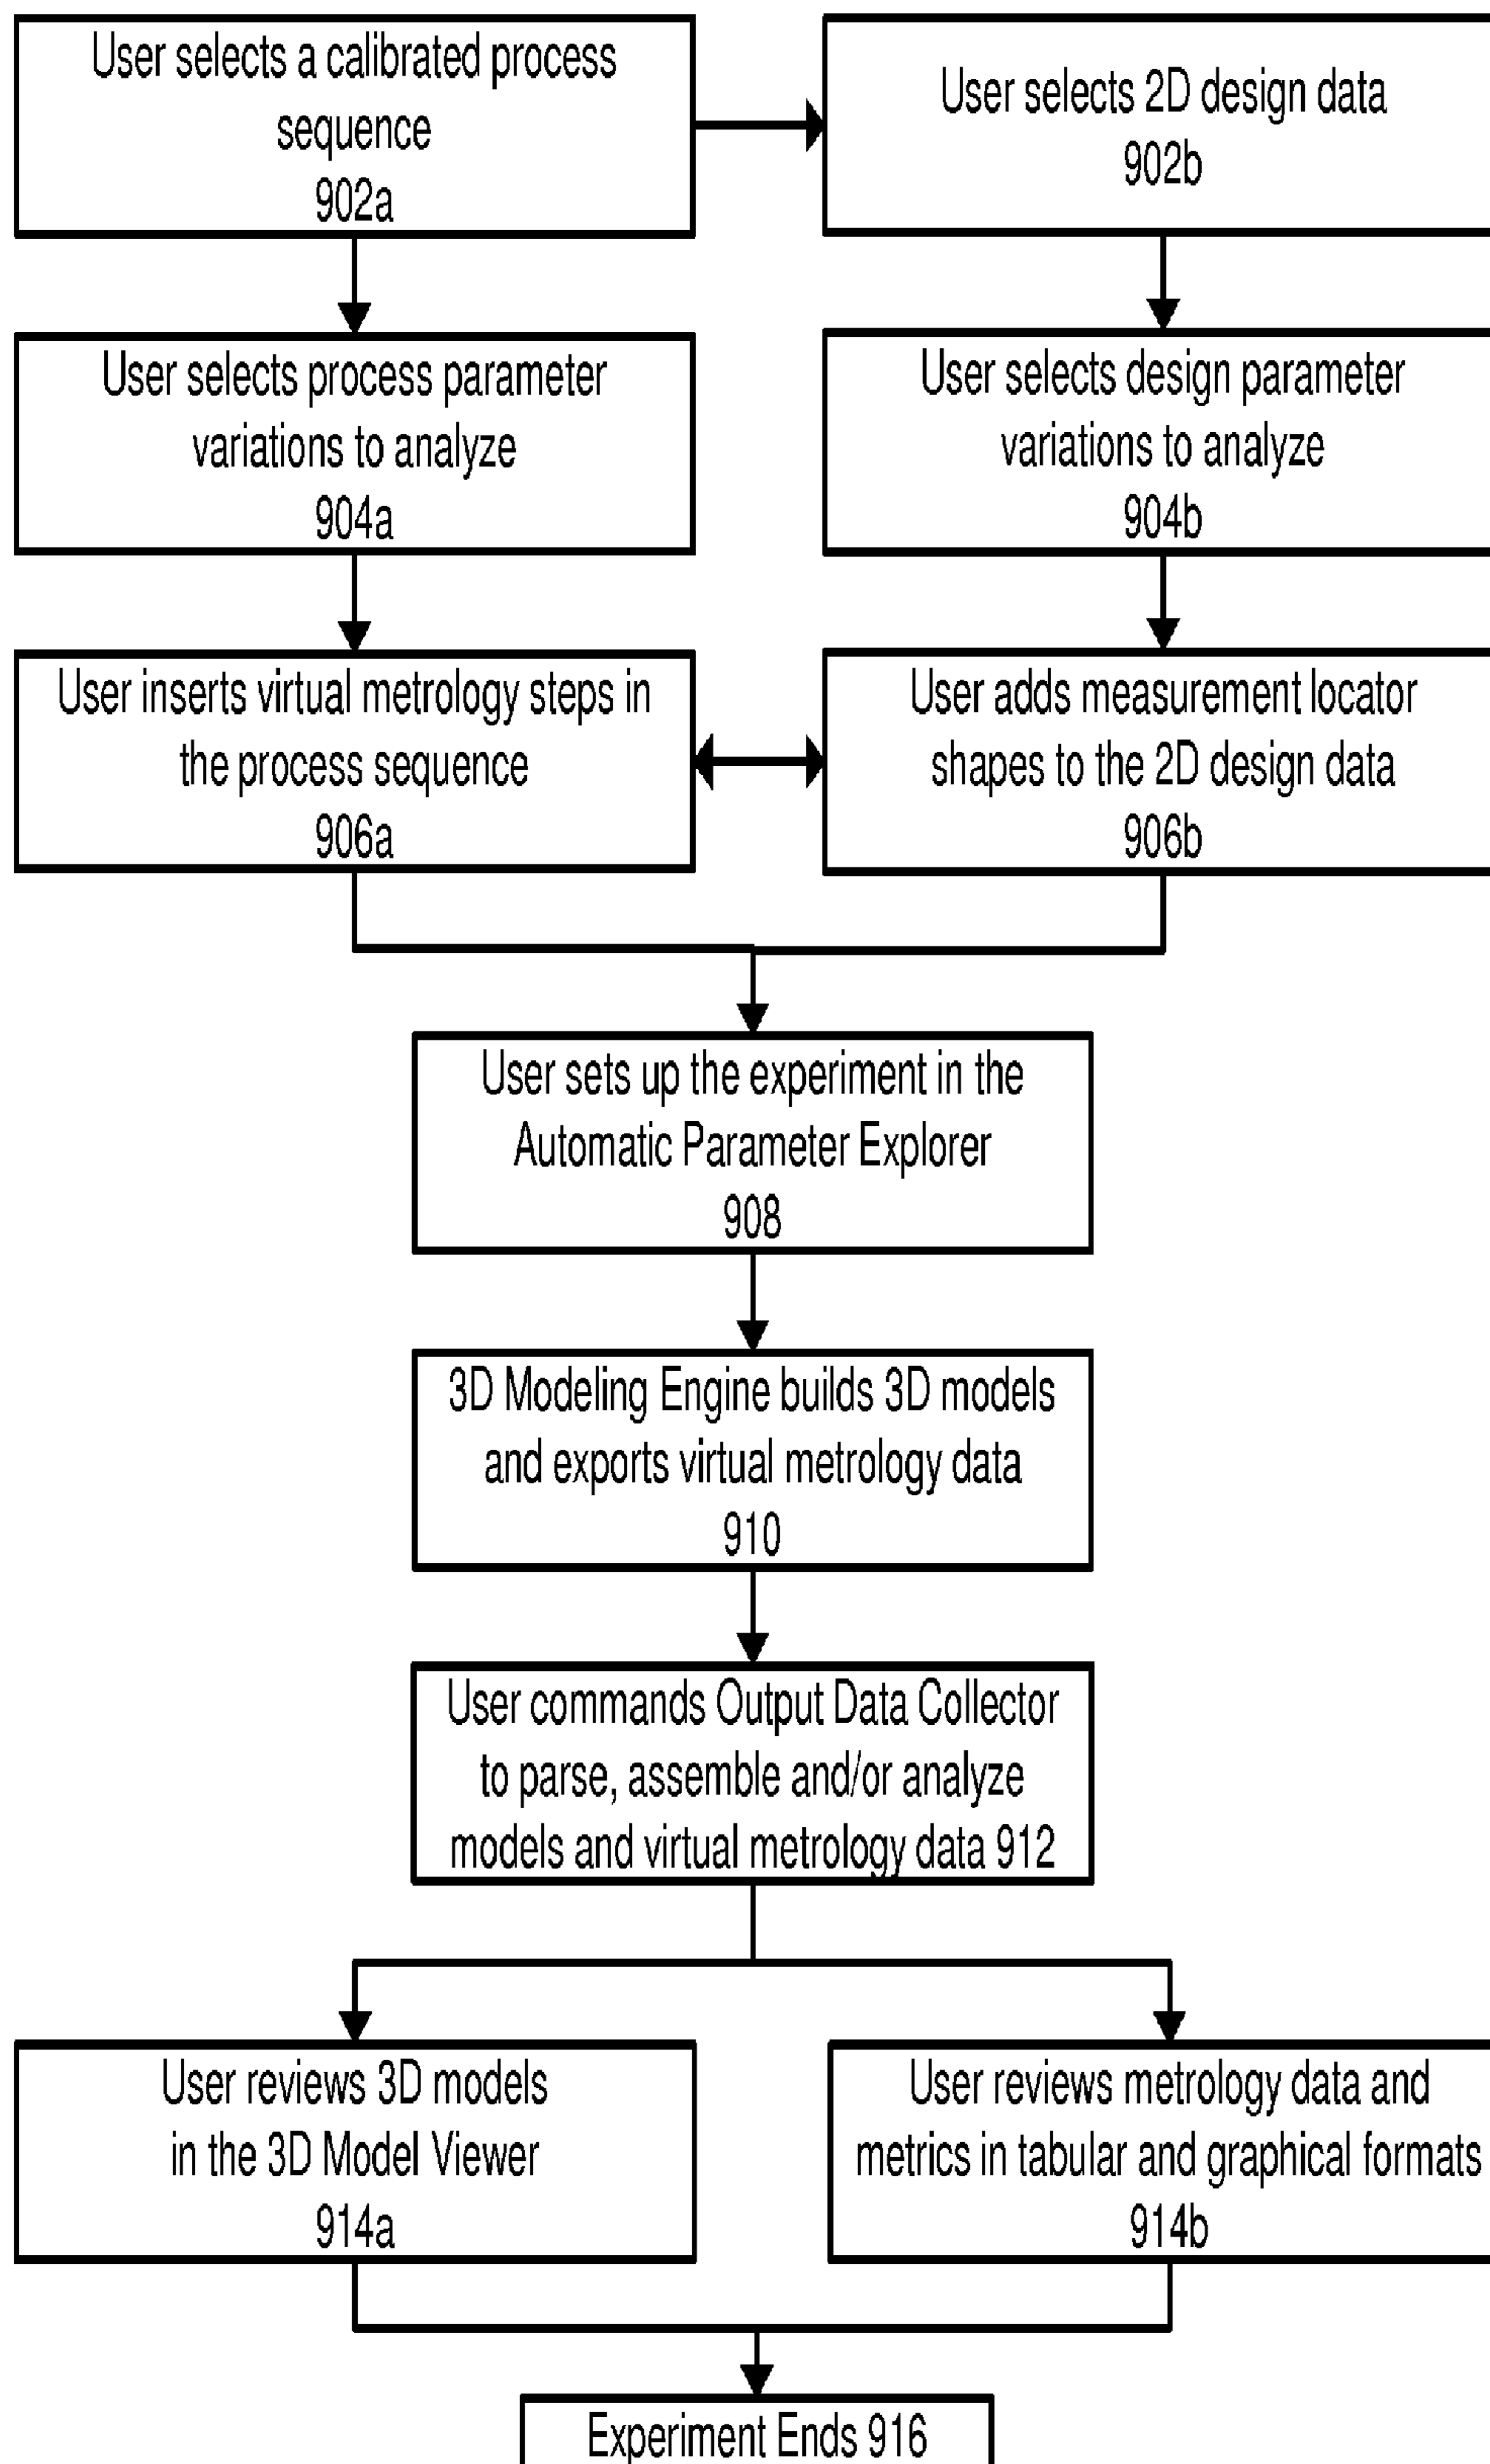 User selects a calibrated process
sequence
902a
User selects 2D design data
902b
User selects process parameter
variations to analyze
904a
User selects design parameter
variations to analyze
904b
User inserts virtual metrology steps in
the process sequence
906a
User adds measurement locator
shapes to the 2D design data
906b
User sets up the experiment in the
Automatic Parameter Explorer
908
3D Modeling Engine builds 3D models
and exports virtual metrology data
910
User commands Output Data Collector
to parse, assemble and/or analyze
models and virtual metrology data 912
User reviews 3D models
in the 3D Model Viewer
914a
User reviews metrology data and
metrics in tabular and graphical formats
914b
Experiment Ends 916